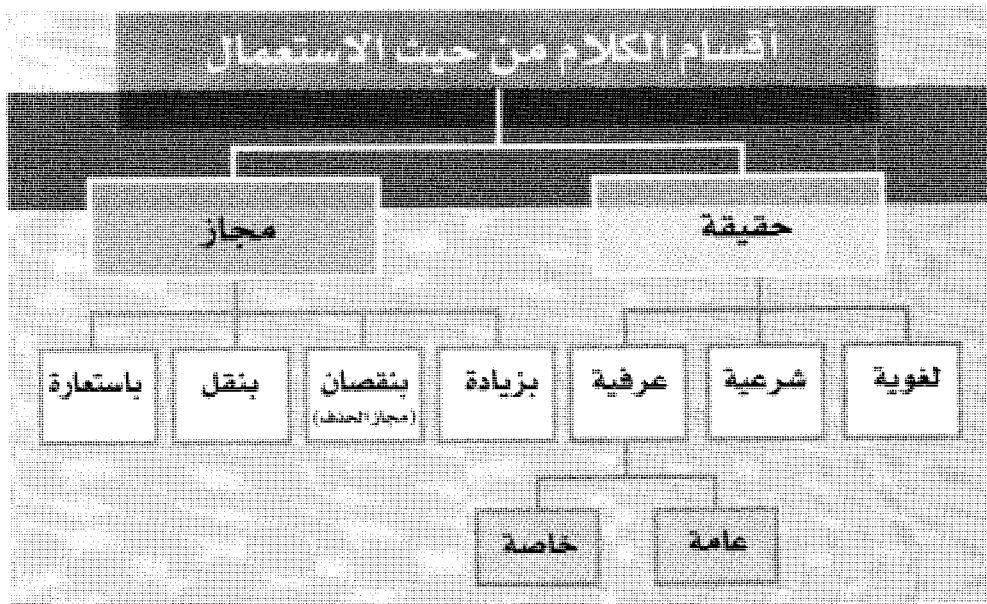 أقسام الكلام من حيث الاستعمال
حقيقة
مجاز
لغوية
شرعية
عرفية
بزيادة
بنقصان
(مجاز الحذف)
بنقل
باستعارة
عامة
خاصة